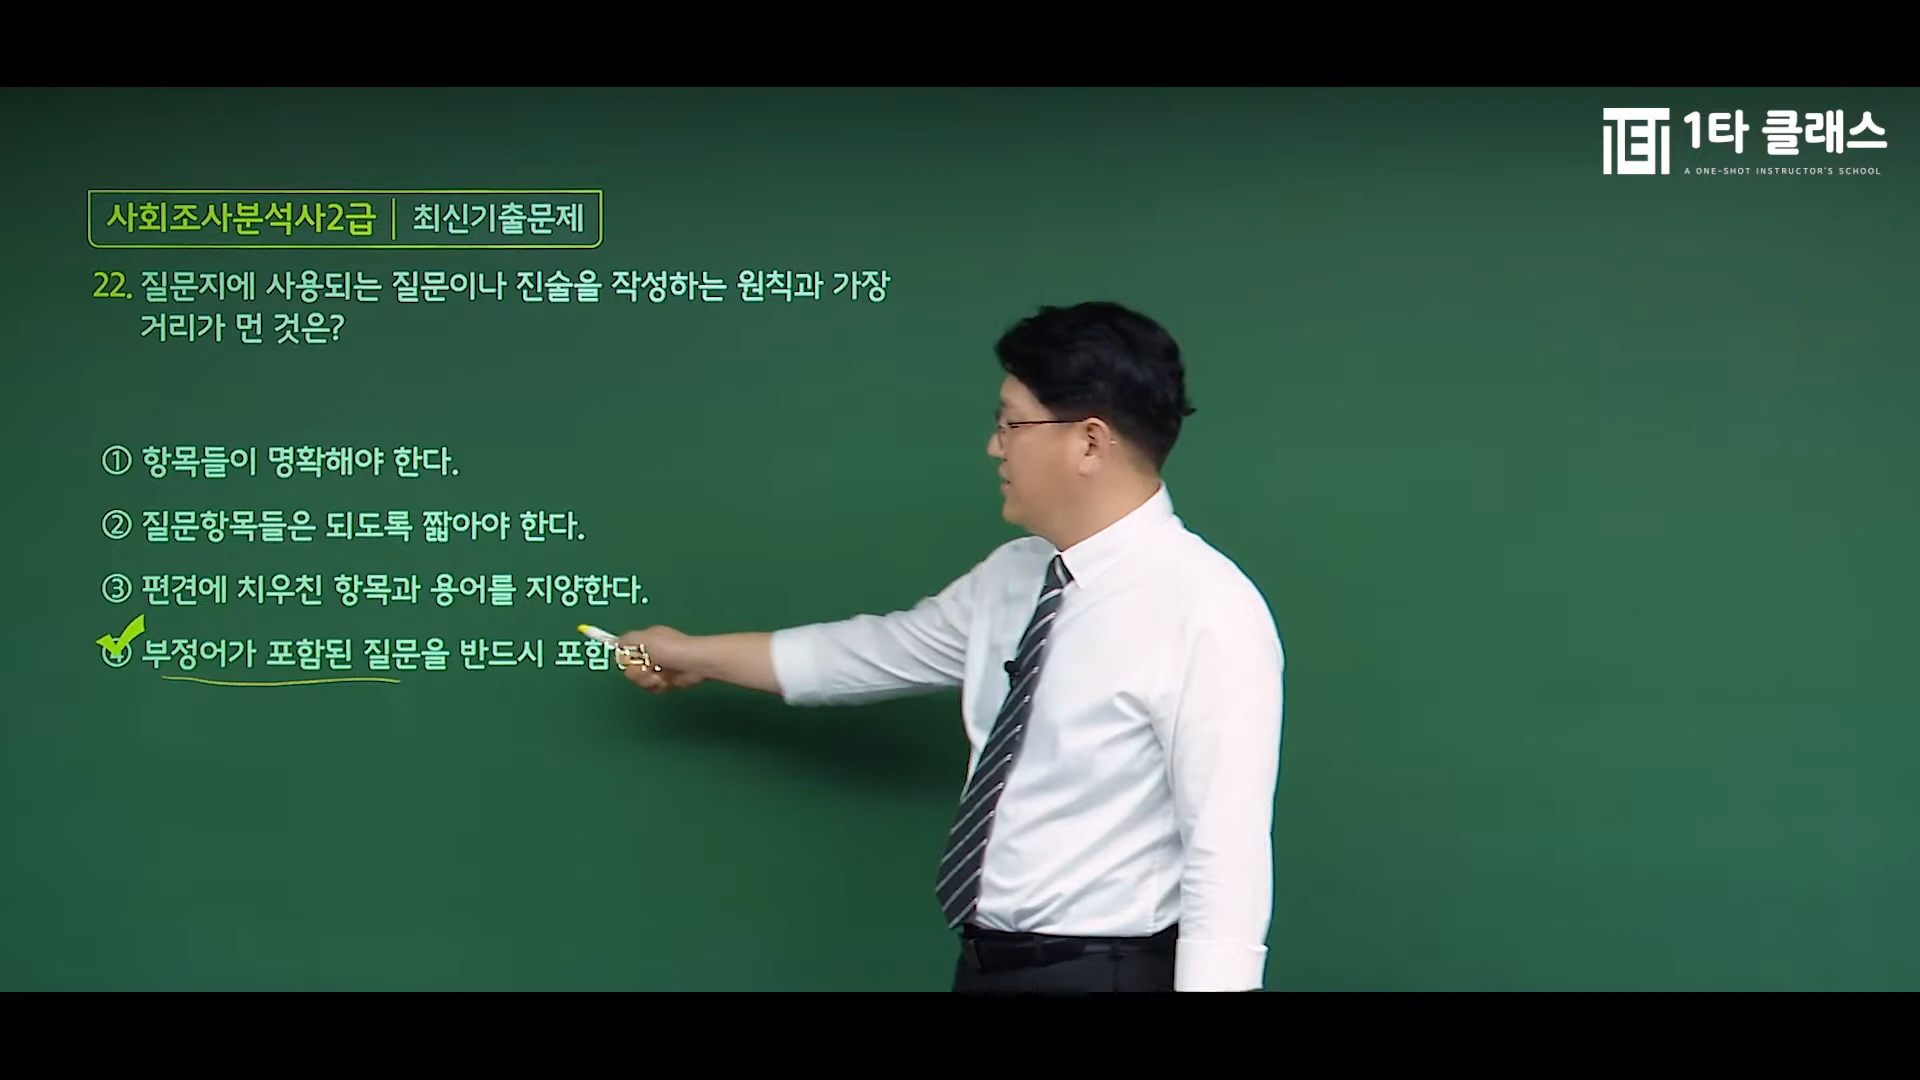 1타 클래스
A ONE-SHOT INSTRUCTOR'S SCHOOL
사회조사분석사2급 | 최신기출문제
22. 질문지에 사용되는 질문이나 진술을 작성하는 원칙과 가장
거리가 먼 것은?
① 항목들이 명확해야 한다.
② 질문항목들은 되도록 짧아야 한다.
③ 편견에 치우친 항목과 용어를 지양한다.
④ 부정어가 포함된 질문을 반드시 포함